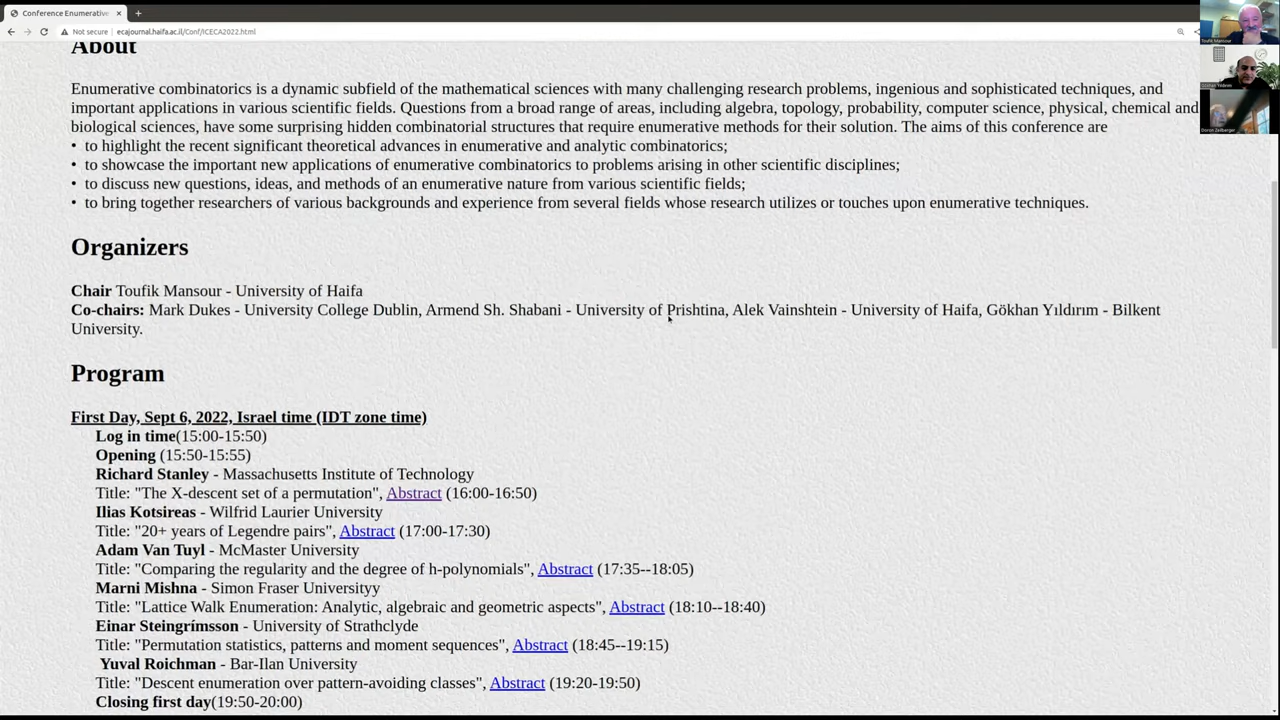 Conference Enumerative
Not secure
ecajournal.haifa.ac.il/Conf/ICECA2022.html
About
Enumerative combinatorics is a dynamic subfield of the mathematical sciences with many challenging research problems, ingenious and sophisticated techniques, and
important applications in various scientific fields. Questions from a broad range of areas, including algebra, topology, probability, computer science, physical, chemical and
biological sciences, have some surprising hidden combinatorial structures that require enumerative methods for their solution. The aims of this conference are
• to highlight the recent significant theoretical advances in enumerative and analytic combinatorics;
• to showcase the important new applications of enumerative combinatorics to problems arising in other scientific disciplines;
• to discuss new questions, ideas, and methods of an enumerative nature from various scientific fields;
• to bring together researchers of various backgrounds and experience from several fields whose research utilizes or touches upon enumerative techniques.
Organizers
Chair Toufik Mansour - University of Haifa
Co-chairs: Mark Dukes - University College Dublin, Armend Sh. Shabani - University of Prishtina, Alek Vainshtein - University of Haifa, Gökhan Yıldırım - Bilkent
University.
Program
First Day, Sept 6, 2022, Israel time (IDT zone time)
Log in time(15:00-15:50)
Opening (15:50-15:55)
Richard Stanley - Massachusetts Institute of Technology
Title: "The X-descent set of a permutation", Abstract (16:00-16:50)
Ilias Kotsireas - Wilfrid Laurier University
Title: "20+ years of Legendre pairs", Abstract (17:00-17:30)
Adam Van Tuyl - McMaster University
Title: "Comparing the regularity and the degree of h-polynomials", Abstract (17:35--18:05)
Marni Mishna - Simon Fraser Universityy
Title: "Lattice Walk Enumeration: Analytic, algebraic and geometric aspects", Abstract (18:10--18:40)
Einar Steingrímsson - University of Strathclyde
Title: "Permutation statistics, patterns and moment sequences", Abstract (18:45--19:15)
Yuval Roichman - Bar-Ilan University
Title: "Descent enumeration over pattern-avoiding classes", Abstract (19:20-19:50)
Closing first day(19:50-20:00)
Toufik Mansour
Doron Zeilberger